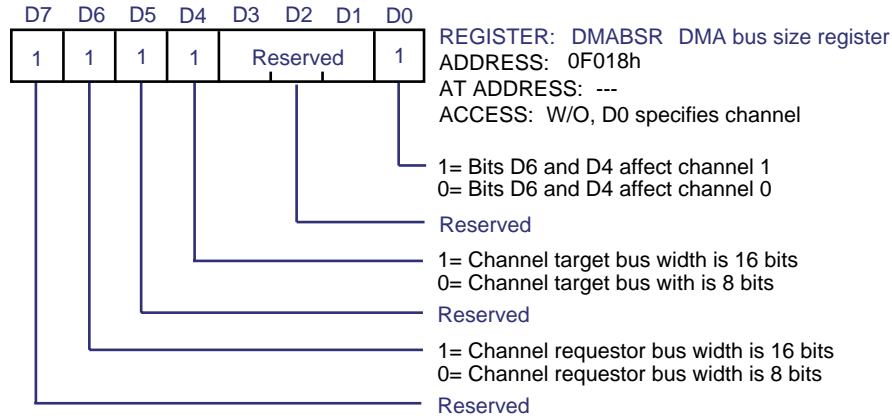 D7 D6 D5 D4 D3 D2 D1 D0
1 1 1 1 Reserved 1
REGISTER: DMABSR DMA bus size register
ADDRESS: 0F018h
AT ADDRESS: ---
ACCESS: W/O, D0 specifies channel
1= Bits D6 and D4 affect channel 1
0= Bits D6 and D4 affect channel 0
Reserved
1= Channel target bus width is 16 bits
0= Channel target bus with is 8 bits
Reserved
1= Channel requestor bus width is 16 bits
0= Channel requestor bus width is 8 bits
Reserved